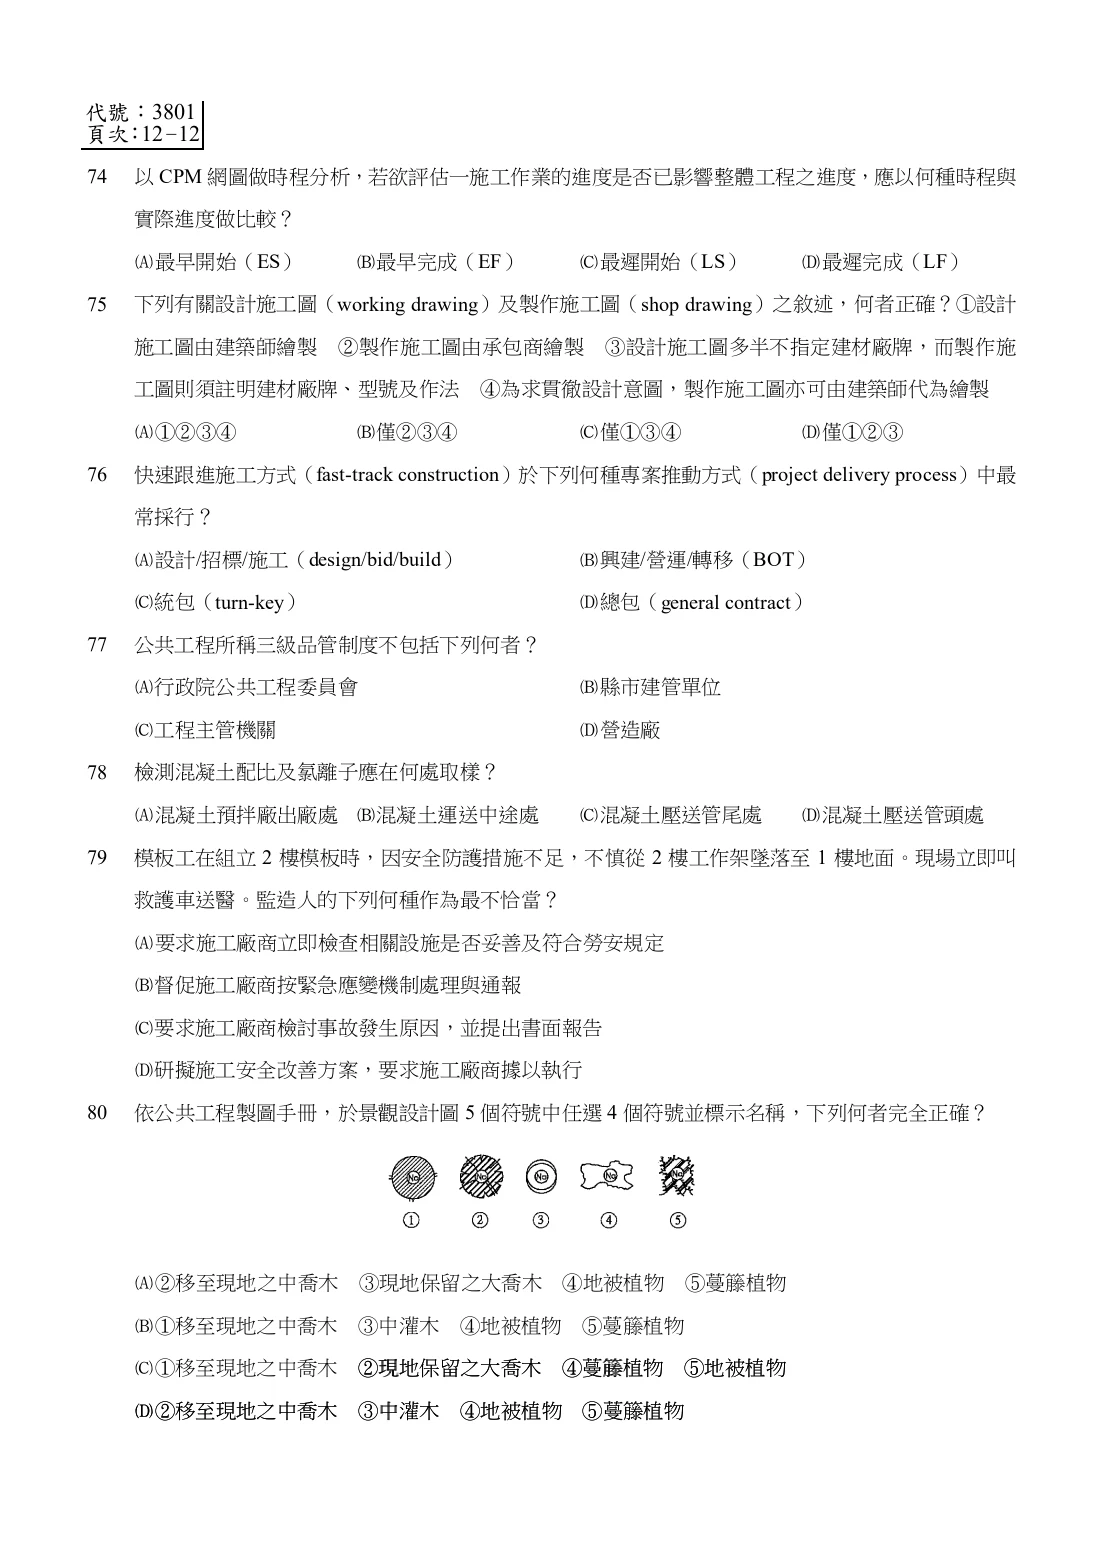 代號：3801
頁次：12－12
74 以 CPM 網圖做時程分析，若欲評估一施工作業的進度是否已影響整體工程之進度，應以何種時程與
實際進度做比較？
(A)最早開始（ES） (B)最早完成（EF） (C)最遲開始（LS） (D)最遲完成（LF）
75 下列有關設計施工圖（working drawing）及製作施工圖（shop drawing）之敘述，何者正確？①設計
施工圖由建築師繪製 ②製作施工圖由承包商繪製 ③設計施工圖多半不指定建材廠牌，而製作施
工圖則須註明建材廠牌、型號及作法 ④為求貫徹設計意圖，製作施工圖亦可由建築師代為繪製
(A)①②③④ (B)僅②③④ (C)僅①③④ (D)僅①②③
76 快速跟進施工方式（fast-track construction）於下列何種專案推動方式（project delivery process）中最
常採行？
(A)設計/招標/施工（design/bid/build） (B)興建/營運/轉移（BOT）
(C)統包（turn-key） (D)總包（general contract）
77 公共工程所稱三級品管制度不包括下列何者？
(A)行政院公共工程委員會 (B)縣市建管單位
(C)工程主管機關 (D)營造廠
78 檢測混凝土配比及氯離子應在何處取樣？
(A)混凝土預拌廠出廠處 (B)混凝土運送中途處 (C)混凝土壓送管尾處 (D)混凝土壓送管頭處
79 模板工在組立 2 樓模板時，因安全防護措施不足，不慎從 2 樓工作架墜落至 1 樓地面。現場立即叫
救護車送醫。監造人的下列何種作為最不恰當？
(A)要求施工廠商立即檢查相關設施是否妥善及符合勞安規定
(B)督促施工廠商按緊急應變機制處理與通報
(C)要求施工廠商檢討事故發生原因，並提出書面報告
(D)研擬施工安全改善方案，要求施工廠商據以執行
80 依公共工程製圖手冊，於景觀設計圖 5 個符號中任選 4 個符號並標示名稱，下列何者完全正確？
No No No No No
① ② ③ ④ ⑤
(A)②移至現地之中喬木 ③現地保留之大喬木 ④地被植物 ⑤蔓藤植物
(B)①移至現地之中喬木 ③中灌木 ④地被植物 ⑤蔓籐植物
(C)①移至現地之中喬木 ②現地保留之大喬木 ④蔓籐植物 ⑤地被植物
(D)②移至現地之中喬木 ③中灌木 ④地被植物 ⑤蔓籐植物